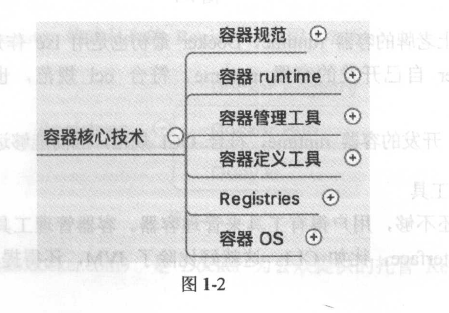 容器规范
容器 runtime
容器管理工具
容器核心技术
容器定义工具
Registries
容器 OS
图 1-2